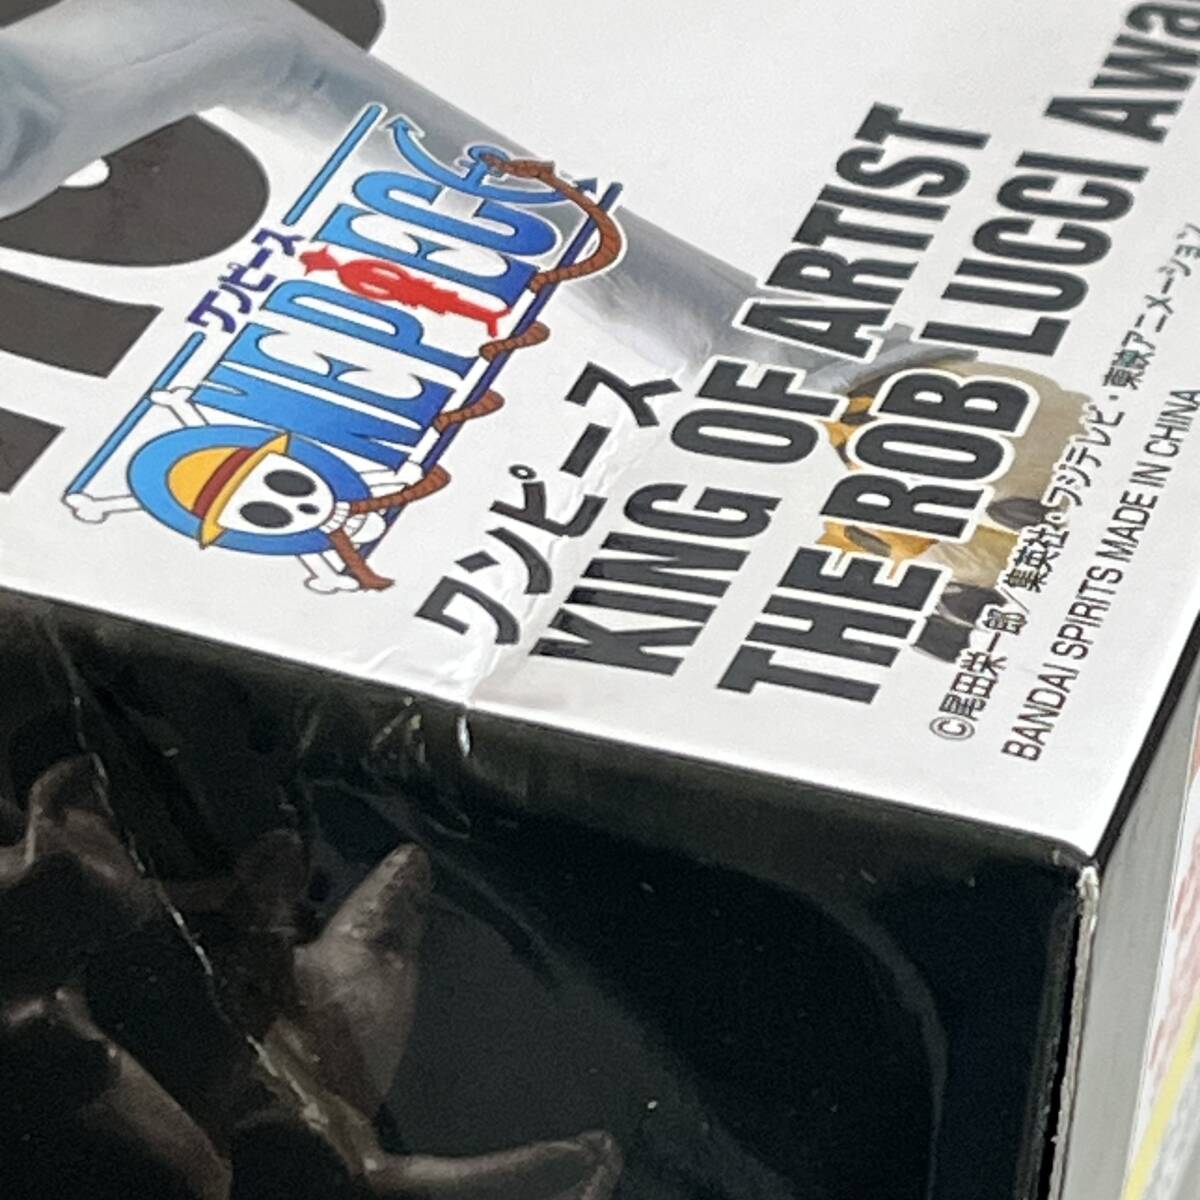 ワンピース
ONE PIECE
ワンピース
KING OF ARTIST
THE ROB LUCCI Awa
©尾田栄一郎／集英社・フジテレビ・東映アニメーション
BANDAI SPIRITS MADE IN CHINA